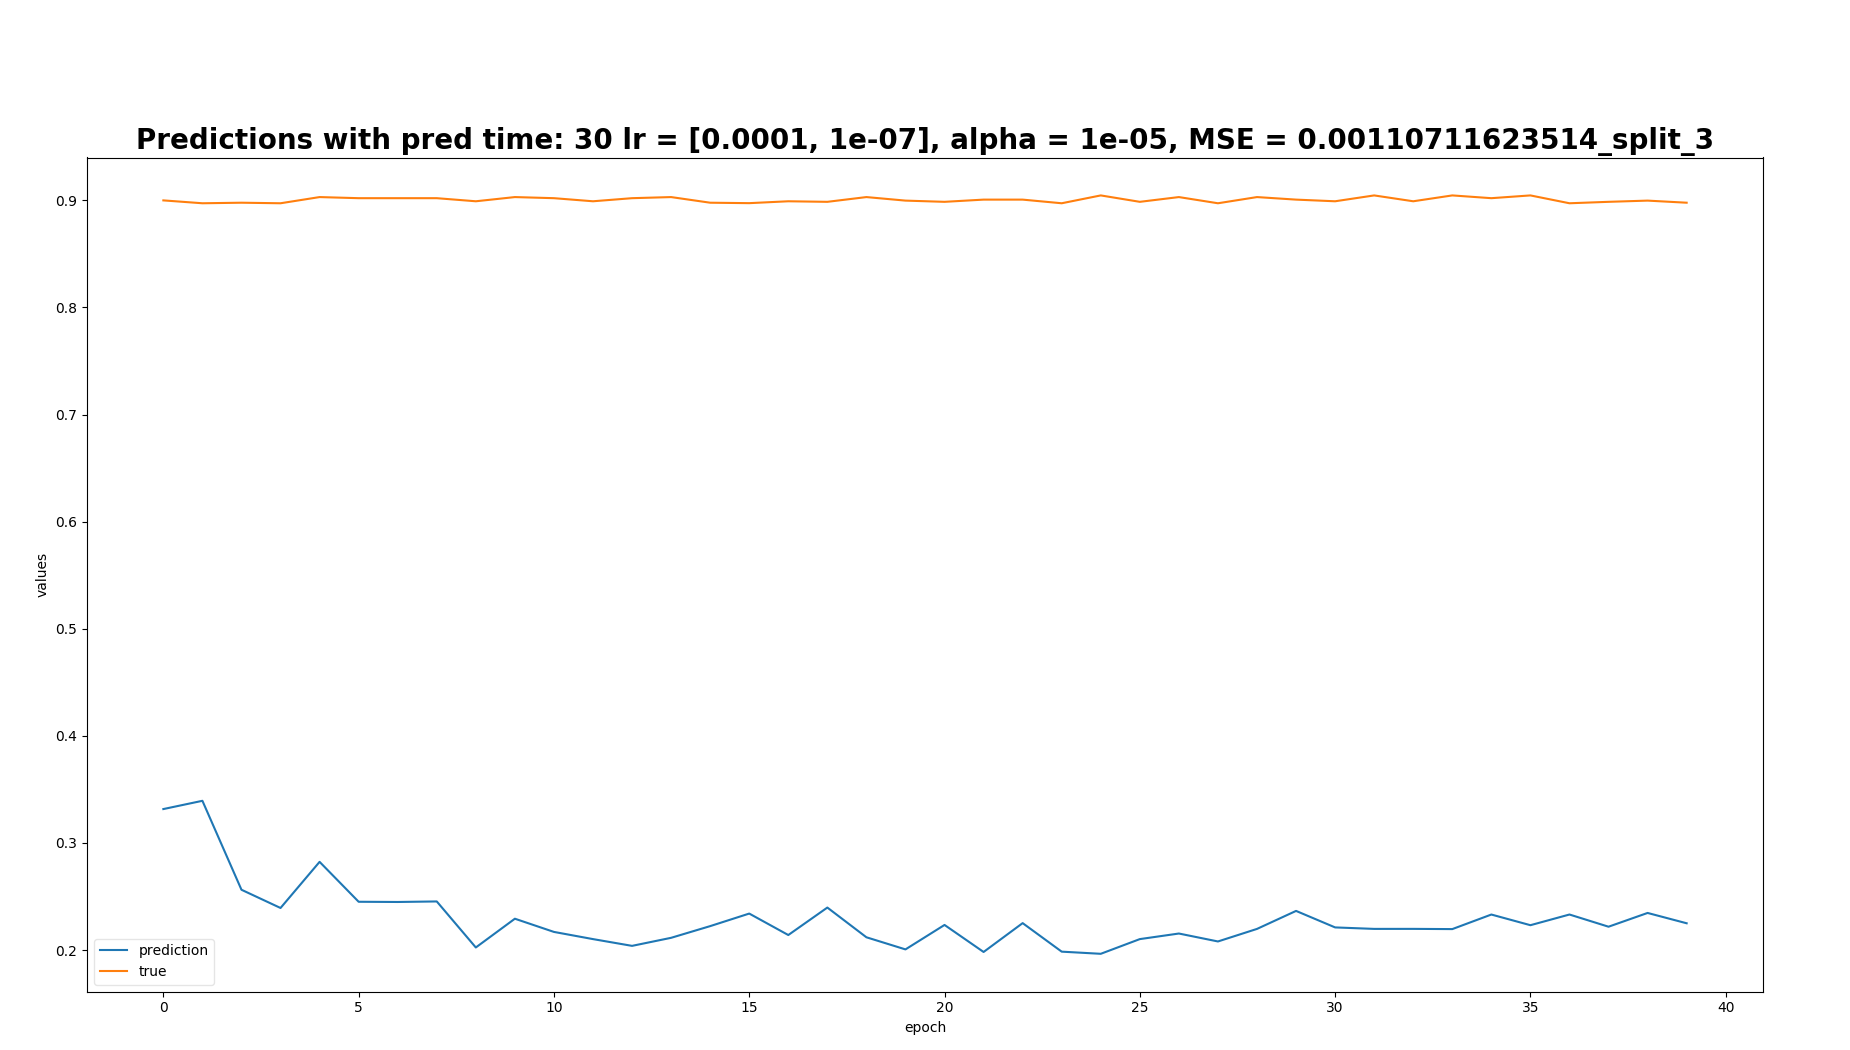 Predictions with pred time: 30 lr = [0.0001, 1e-07], alpha = 1e-05, MSE = 0.00110711623514_split_3
0.9
0.8
0.7
0.6
0.5
0.4
0.3
0.2
values
prediction
true
0 5 10 15 20 25 30 35 40
epoch